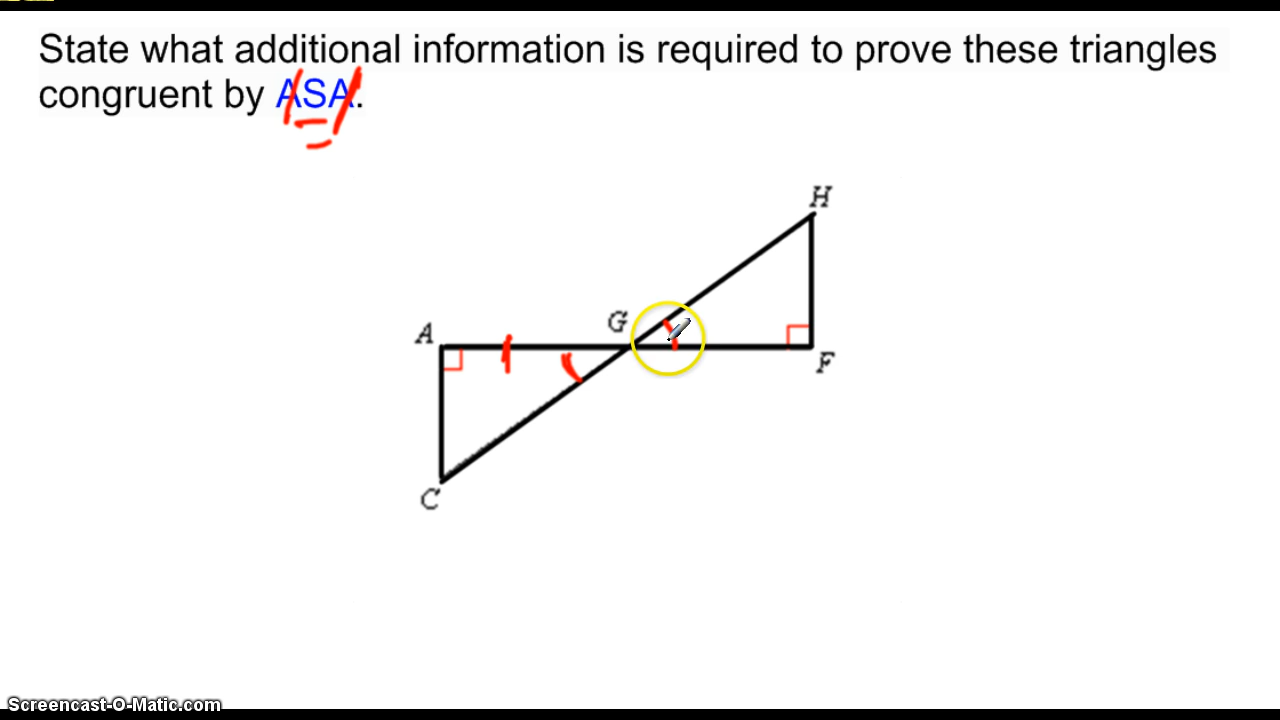 State what additional information is required to prove these triangles
congruent by ASA.
H
G
A
F
C
Screencast-O-Matic.com